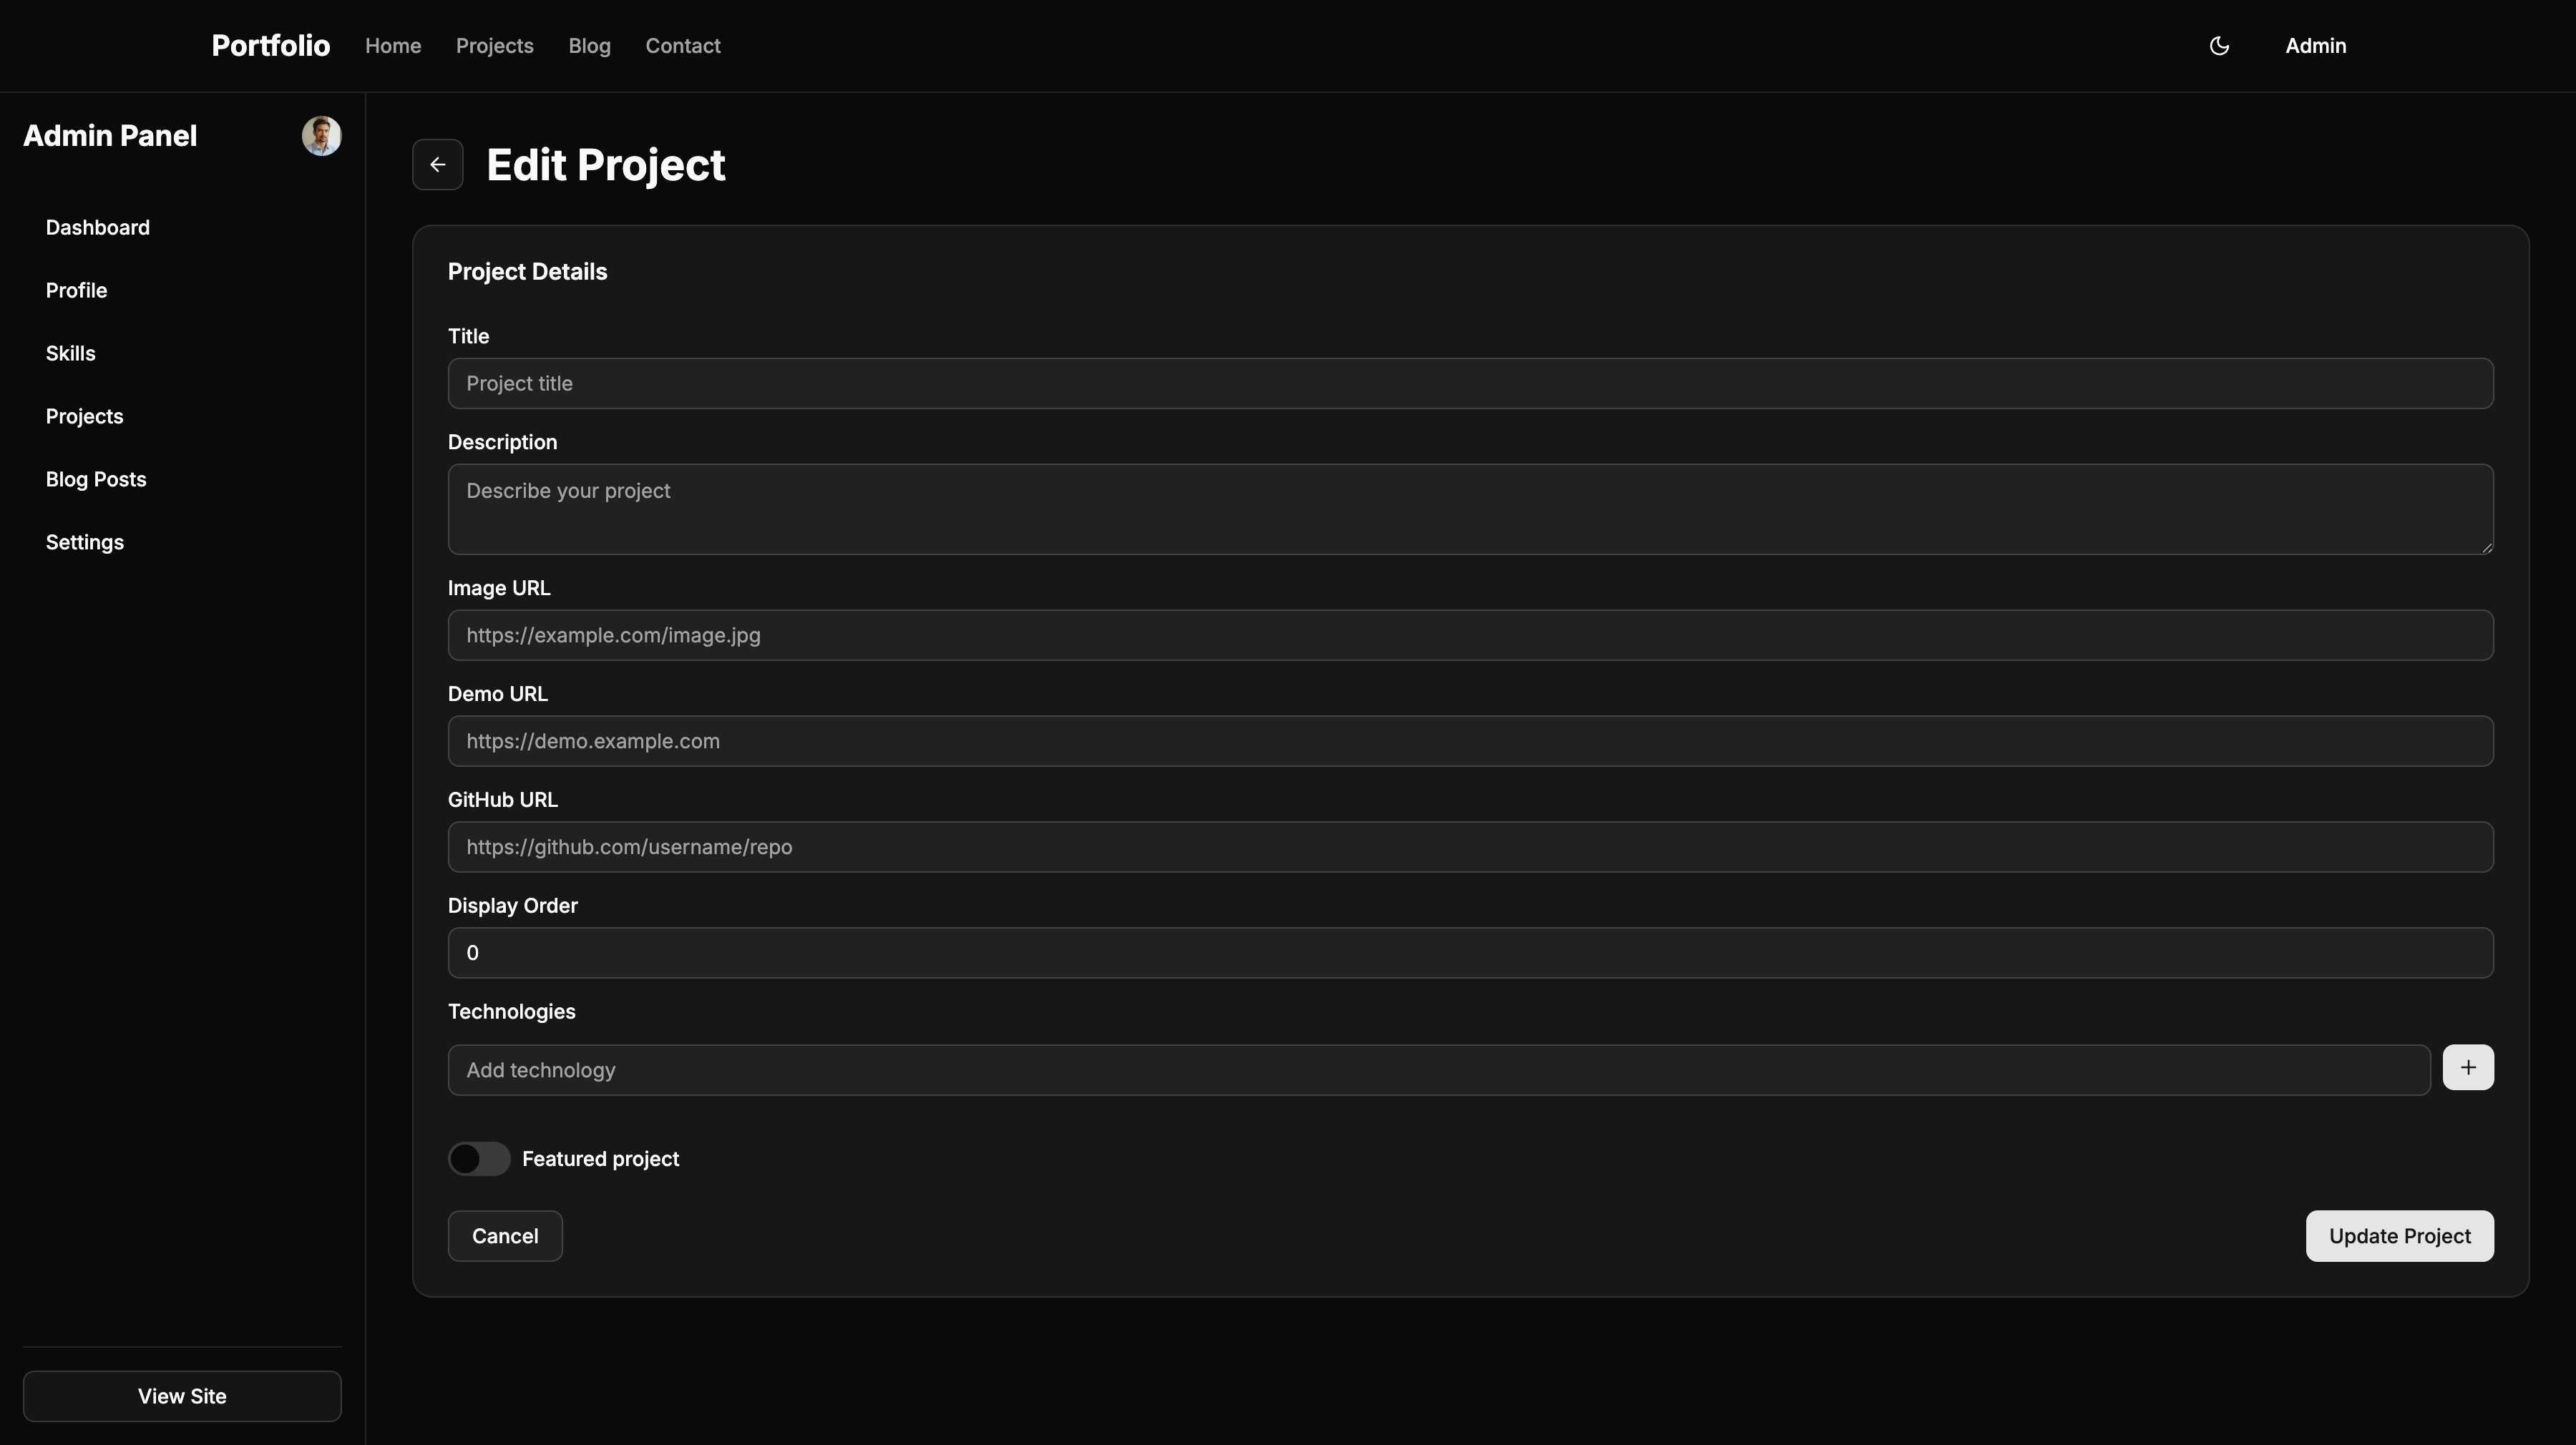 Portfolio Home Projects Blog Contact Admin
Admin Panel
Dashboard
Profile
Skills
Projects
Blog Posts
Settings
View Site
Edit Project
Project Details
Title
Project title
Description
Describe your project
Image URL
https://example.com/image.jpg
Demo URL
https://demo.example.com
GitHub URL
https://github.com/username/repo
Display Order
0
Technologies
Add technology
Featured project
Cancel
Update Project